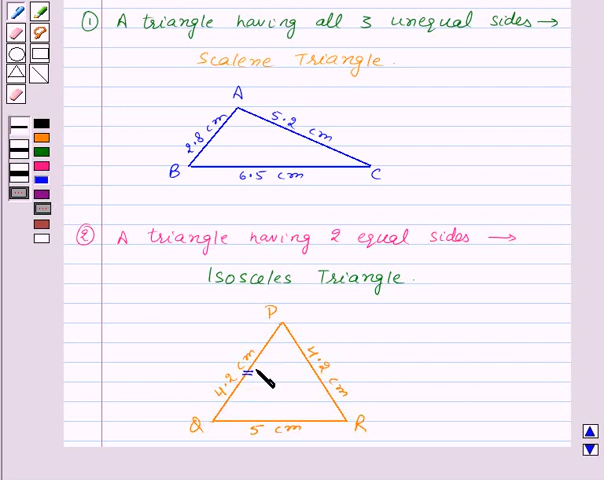 ① A triangle having all 3 unequal sides →
Scalene Triangle.
A
2.8 cm
5.2 cm
B
6.5 cm
C
② A triangle having 2 equal sides →
Isosceles Triangle.
P
4.2 cm
4.2 cm
=
Q
5 cm
R